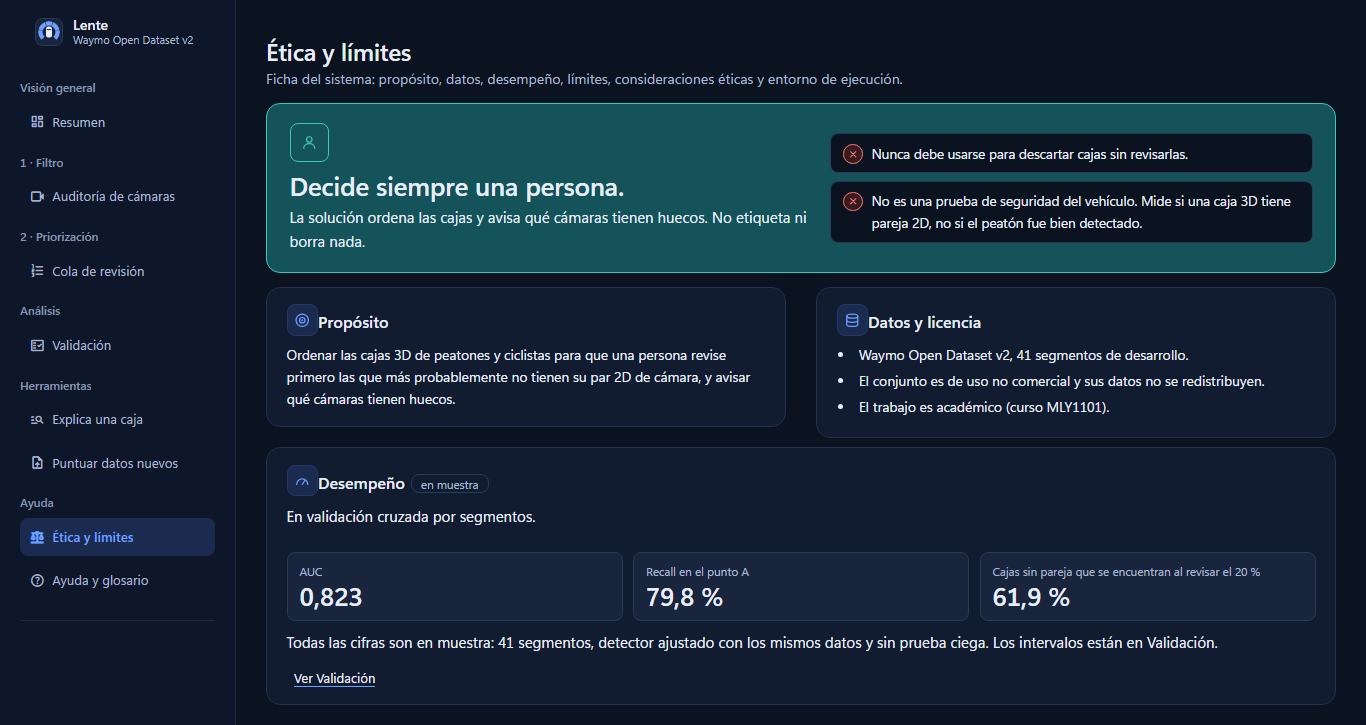 Lente
Waymo Open Dataset v2
Visión general
Resumen
1 · Filtro
Auditoría de cámaras
2 · Priorización
Cola de revisión
Análisis
Validación
Herramientas
Explica una caja
Puntuar datos nuevos
Ayuda
Ética y límites
Ayuda y glosario
Ética y límites
Ficha del sistema: propósito, datos, desempeño, límites, consideraciones éticas y entorno de ejecución.
Decide siempre una persona.
La solución ordena las cajas y avisa qué cámaras tienen huecos. No etiqueta ni
borra nada.
Nunca debe usarse para descartar cajas sin revisarlas.
No es una prueba de seguridad del vehículo. Mide si una caja 3D tiene
pareja 2D, no si el peatón fue bien detectado.
Propósito
Ordenar las cajas 3D de peatones y ciclistas para que una persona revise
primero las que más probablemente no tienen su par 2D de cámara, y avisar
qué cámaras tienen huecos.
Datos y licencia
• Waymo Open Dataset v2, 41 segmentos de desarrollo.
• El conjunto es de uso no comercial y sus datos no se redistribuyen.
• El trabajo es académico (curso MLY1101).
Desempeño en muestra
En validación cruzada por segmentos.
AUC
0,823
Recall en el punto A
79,8 %
Cajas sin pareja que se encuentran al revisar el 20 %
61,9 %
Todas las cifras son en muestra: 41 segmentos, detector ajustado con los mismos datos y sin prueba ciega. Los intervalos están en Validación.
Ver Validación